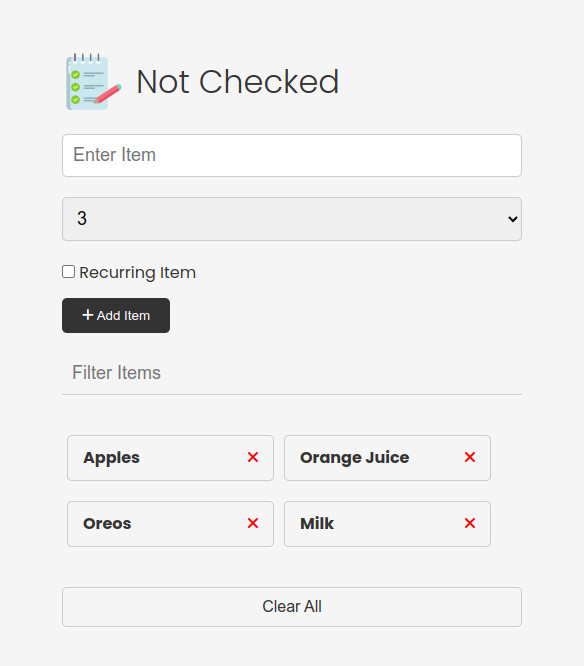 Not Checked
Enter Item
3
Recurring Item
+ Add Item
Filter Items
Apples
Orange Juice
Oreos
Milk
Clear All